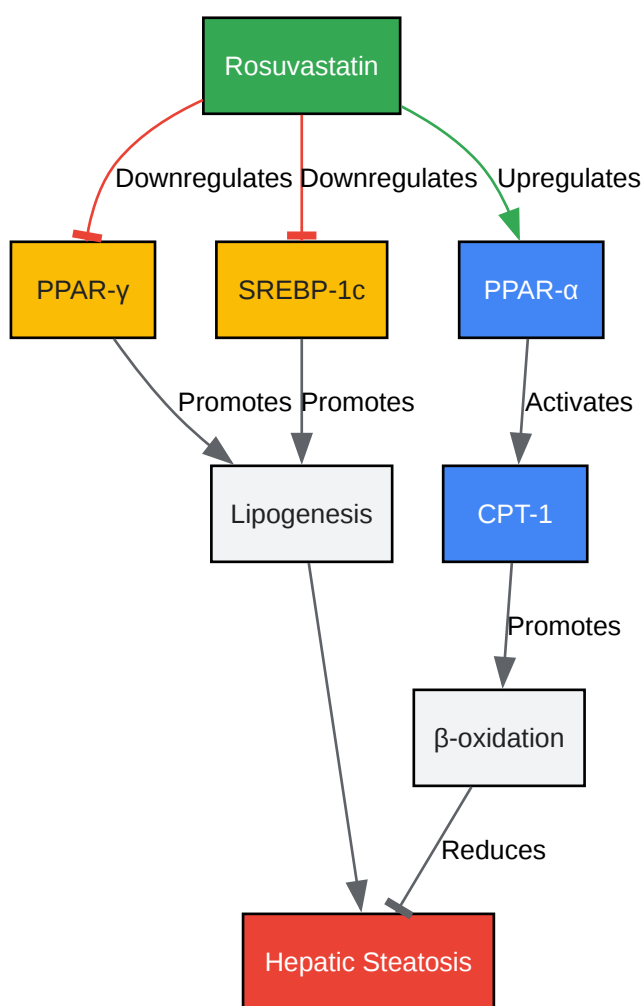 Rosuvastatin
Downregulates
Downregulates
Upregulates
PPAR-γ
SREBP-1c
PPAR-α
Promotes
Promotes
Activates
Lipogenesis
CPT-1
Promotes
β-oxidation
Reduces
Hepatic Steatosis